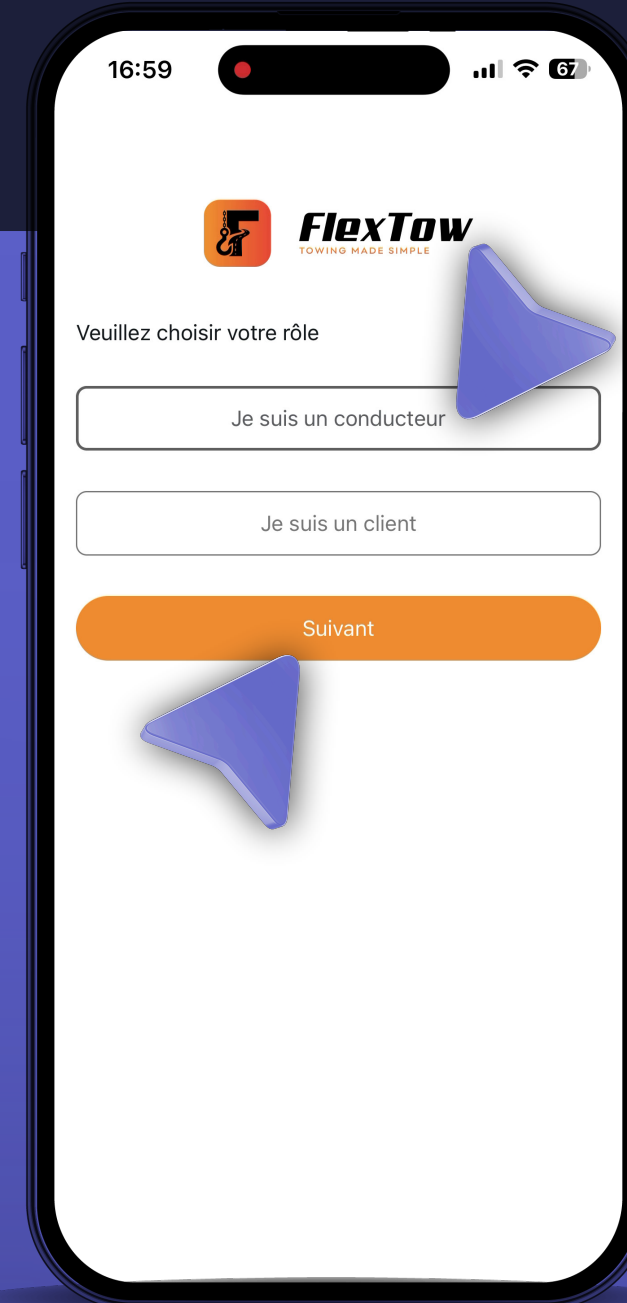 16:59
67
F
FlexTow
TOWING MADE SIMPLE
Veuillez choisir votre rôle
Je suis un conducteur
Je suis un client
Suivant